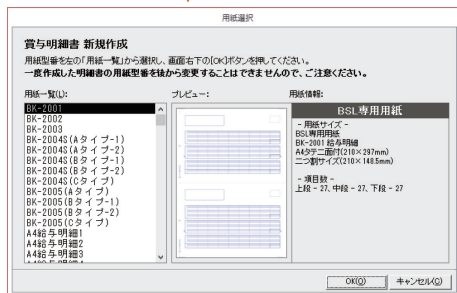 用紙選択
賞与明細書 新規作成
用紙型番を左の「用紙一覧」から選択し、画面右下の[OK]ボタンを押してください。
一度作成した明細書の用紙型番を後から変更することはできませんので、ご注意ください。
用紙一覧(L):
BK-2001
BK-2002
BK-2003
BK-2004S(Aタイプ-1)
BK-2004S(Aタイプ-2)
BK-2004S(Bタイプ-1)
BK-2004S(Bタイプ-2)
BK-2004S(Cタイプ)
BK-2005(Aタイプ)
BK-2005(Bタイプ-1)
BK-2005(Bタイプ-2)
BK-2005(Cタイプ)
A4給与明細1
A4給与明細2
A4給与明細3
プレビュー:
用紙情報:
BSL専用用紙
- 用紙サイズ -
BSL専用用紙
BK-2001 給与明細
A4タテ二面付(210×297mm)
二つ割サイズ(210×148.5mm)
- 項目数 -
上段 - 27、中段 - 27、下段 - 27
OK(O)
キャンセル(C)